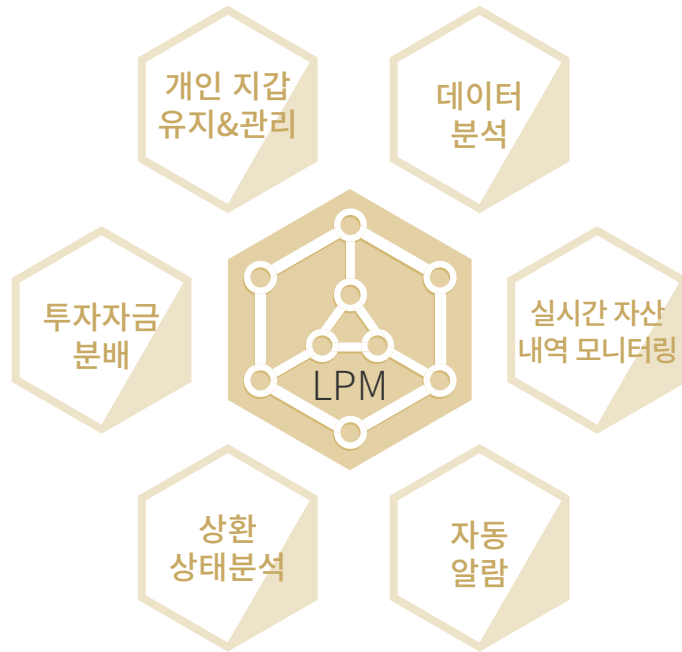 개인 지갑
유지&관리
데이터
분석
투자자금
분배
LPM
실시간 자산
내역 모니터링
상환
상태분석
자동
알람